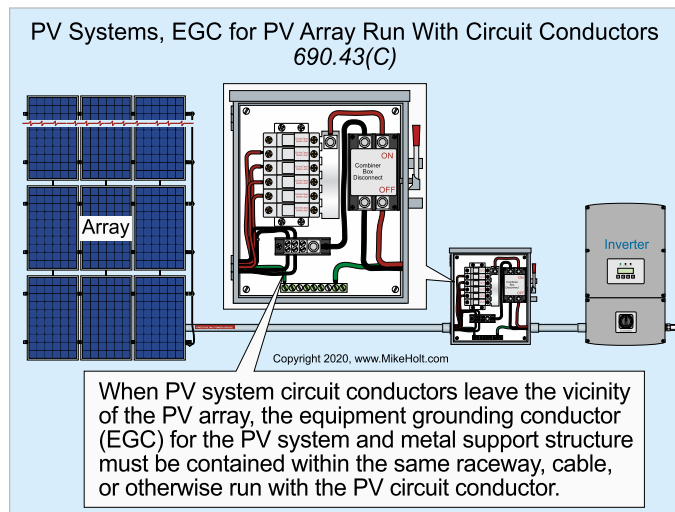 PV Systems, EGC for PV Array Run With Circuit Conductors
690.43(C)
ON
Combiner
Box
Disconnect
OFF
Array
Inverter
Copyright 2020, www.MikeHolt.com
When PV system circuit conductors leave the vicinity
of the PV array, the equipment grounding conductor
(EGC) for the PV system and metal support structure
must be contained within the same raceway, cable,
or otherwise run with the PV circuit conductor.